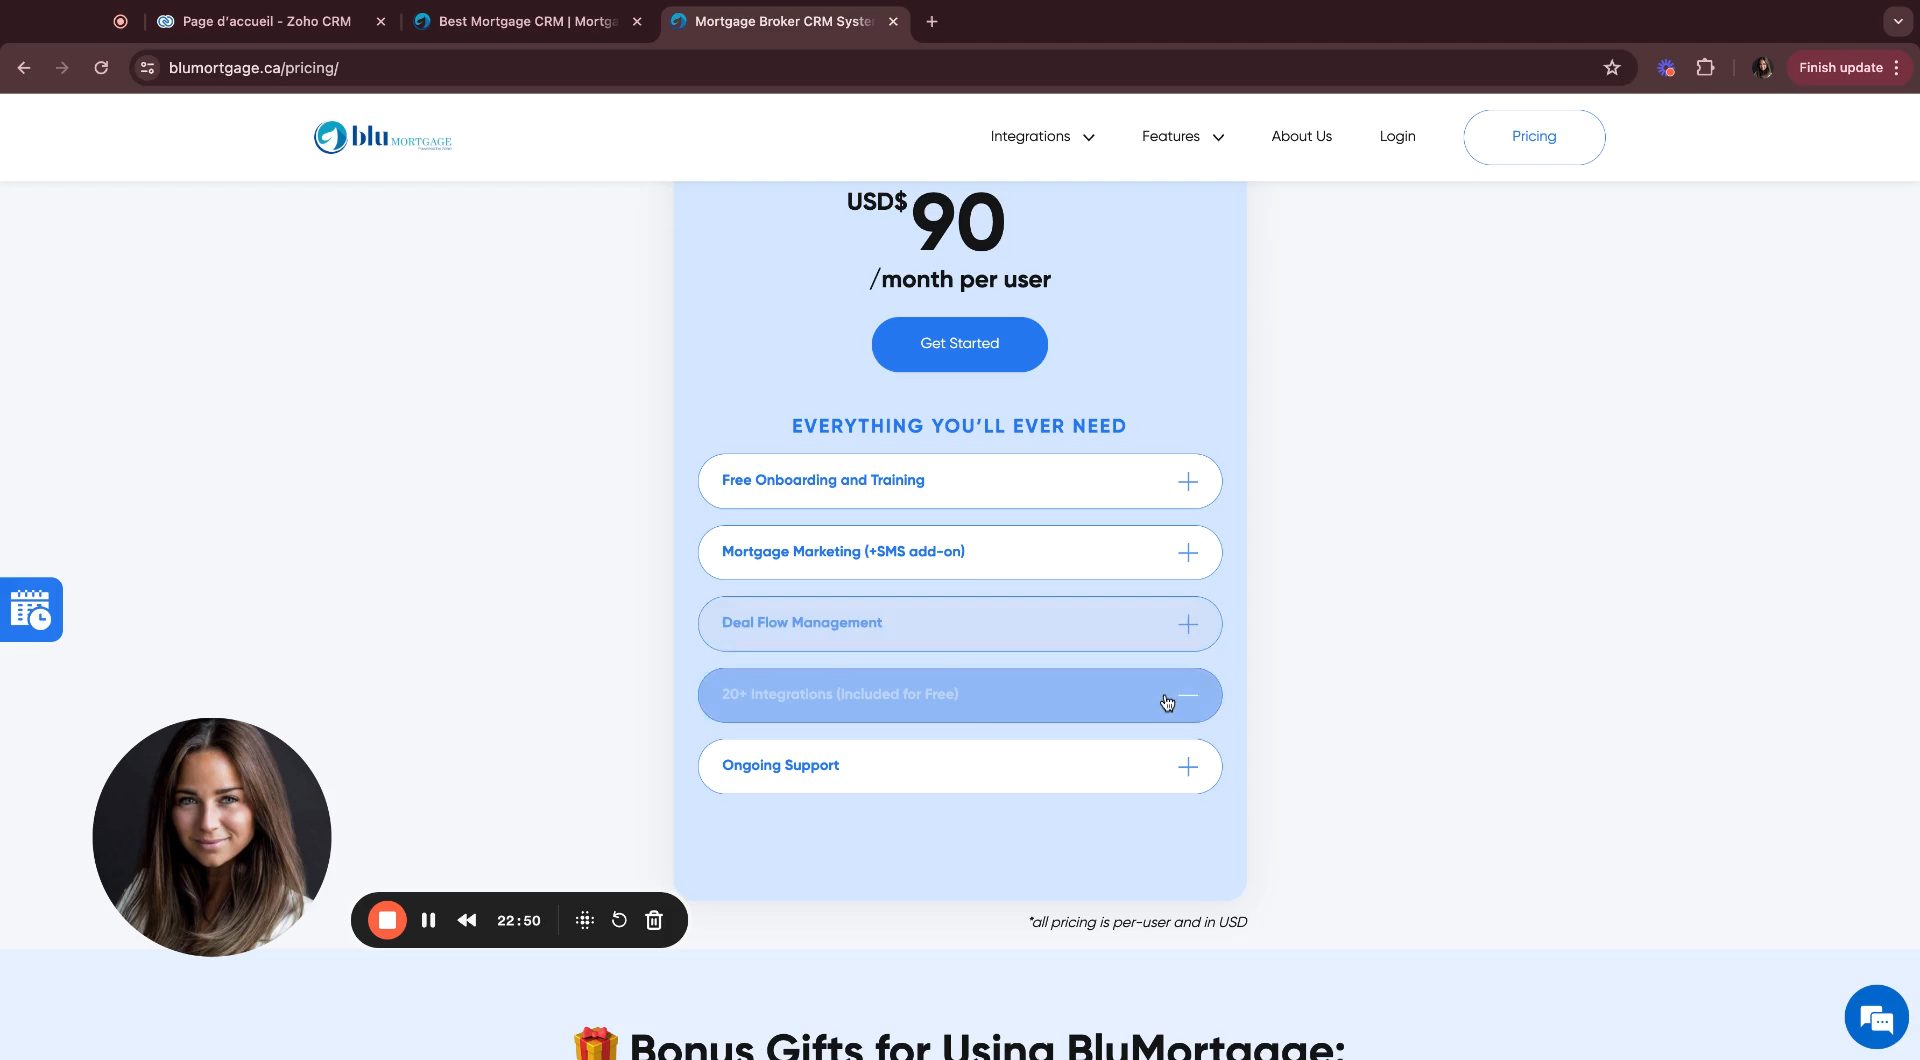 Page d'accueil - Zoho CRM
Best Mortgage CRM | Mortga
Mortgage Broker CRM Syste
blumortgage.ca/pricing/
Finish update
blu MORTGAGE
Integrations
Features
About Us
Login
Pricing
USD$90
/month per user
Get Started
EVERYTHING YOU'LL EVER NEED
Free Onboarding and Training
Mortgage Marketing (+SMS add-on)
Deal Flow Management
20+ Integrations (Included for Free)
Ongoing Support
22:50
*all pricing is per-user and in USD
Bonus Gifts for Using BluMortgage: